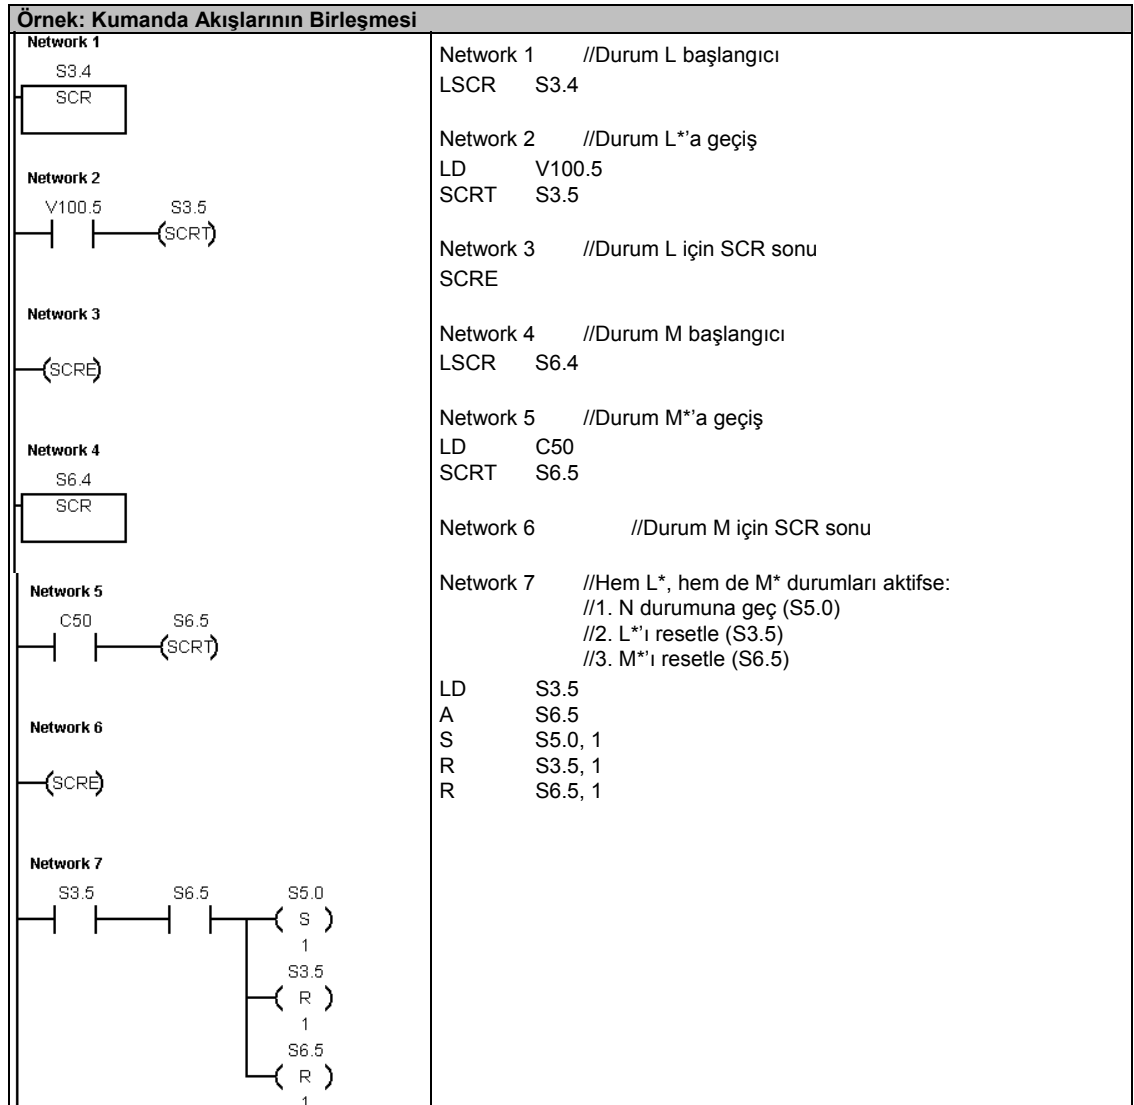 Örnek: Kumanda Akışlarının Birleşmesi
Network 1
S3.4
SCR
Network 2
V100.5 S3.5
(SCRT)
Network 3
(SCRE)
Network 4
S6.4
SCR
Network 5
C50 S6.5
(SCRT)
Network 6
(SCRE)
Network 7
S3.5 S6.5 S5.0
( S )
1
S3.5
( R )
1
S6.5
( R )
1
Network 1 //Durum L başlangıcı
LSCR S3.4
Network 2 //Durum L*’a geçiş
LD V100.5
SCRT S3.5
Network 3 //Durum L için SCR sonu
SCRE
Network 4 //Durum M başlangıcı
LSCR S6.4
Network 5 //Durum M*’a geçiş
LD C50
SCRT S6.5
Network 6 //Durum M için SCR sonu
Network 7 //Hem L*, hem de M* durumları aktifse:
//1. N durumuna geç (S5.0)
//2. L*’ı resetle (S3.5)
//3. M*’ı resetle (S6.5)
LD S3.5
A S6.5
S S5.0, 1
R S3.5, 1
R S6.5, 1